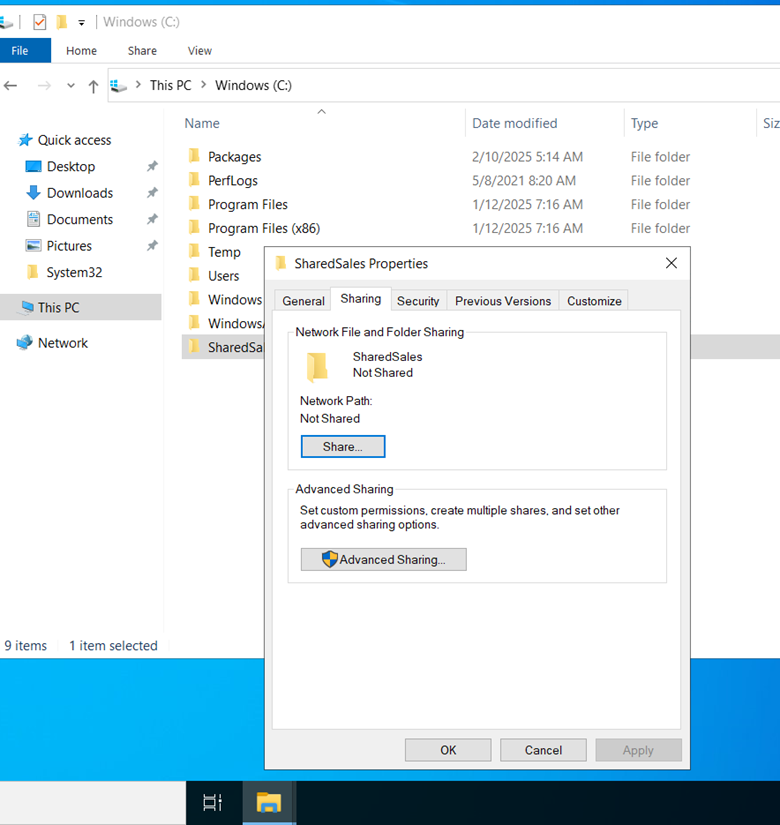 Windows (C:)
File Home Share View
This PC Windows (C:)
Name Date modified Type Siz
Quick access
Desktop
Downloads
Documents
Pictures
System32
This PC
Network
Packages 2/10/2025 5:14 AM File folder
PerfLogs 5/8/2021 8:20 AM File folder
Program Files 1/12/2025 7:16 AM File folder
Program Files (x86) 1/12/2025 7:16 AM File folder
Temp
Users
Windows
Windows
SharedSal
SharedSales Properties
General Sharing Security Previous Versions Customize
Network File and Folder Sharing
SharedSales
Not Shared
Network Path:
Not Shared
Share...
Advanced Sharing
Set custom permissions, create multiple shares, and set other
advanced sharing options.
Advanced Sharing...
OK Cancel Apply
9 items 1 item selected